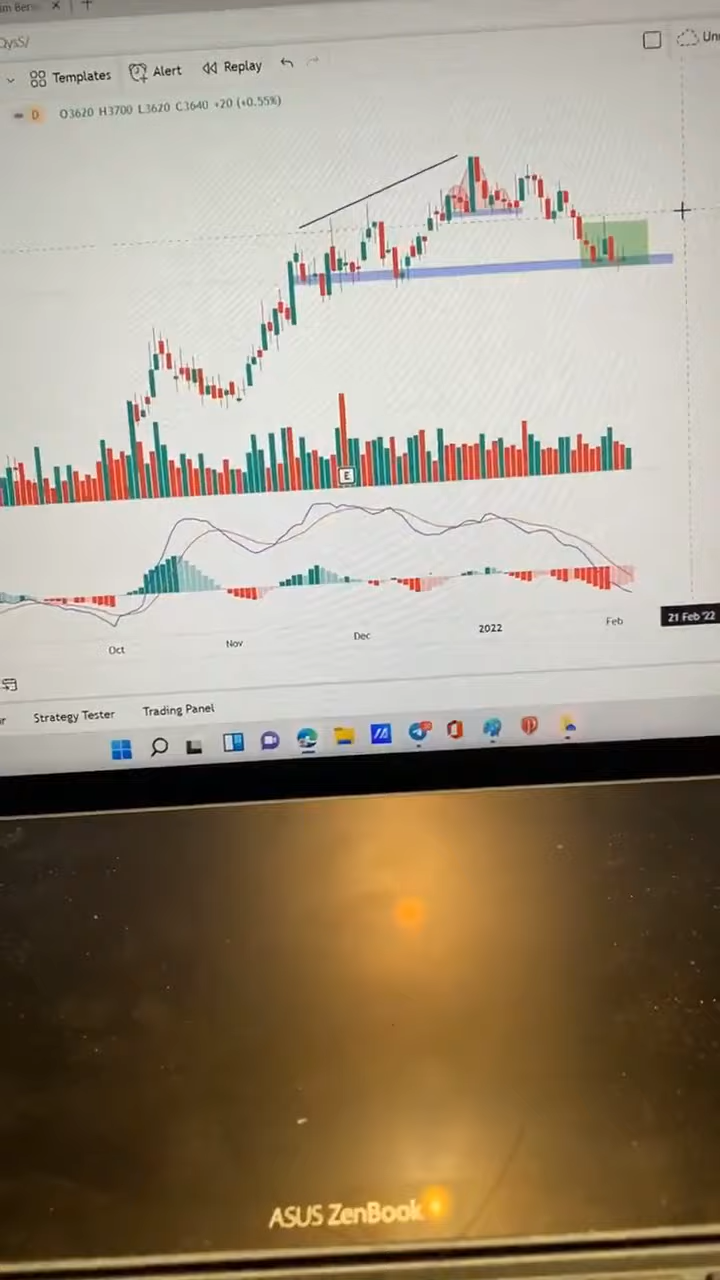 QysS/
Templates Alert Replay
D O3620 H3700 L3620 C3640 +20 (+0.55%)
E
21 Feb '22
Oct Nov Dec 2022 Feb
Strategy Tester Trading Panel
ASUS ZenBook